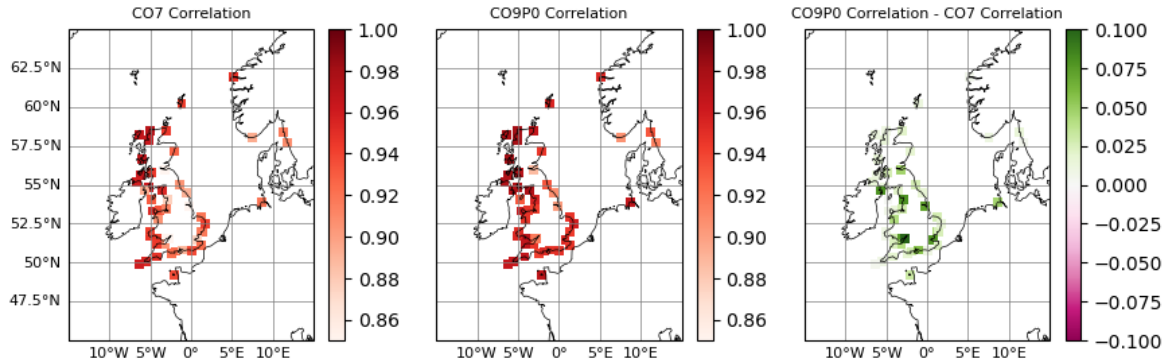 CO7 Correlation
CO9P0 Correlation
CO9P0 Correlation - CO7 Correlation
62.5°N
60°N
57.5°N
55°N
52.5°N
50°N
47.5°N
10°W 5°W 0° 5°E 10°E
1.00
0.98
0.96
0.94
0.92
0.90
0.88
0.86
10°W 5°W 0° 5°E 10°E
1.00
0.98
0.96
0.94
0.92
0.90
0.88
0.86
10°W 5°W 0° 5°E 10°E
0.100
0.075
0.050
0.025
0.000
−0.025
−0.050
−0.075
−0.100